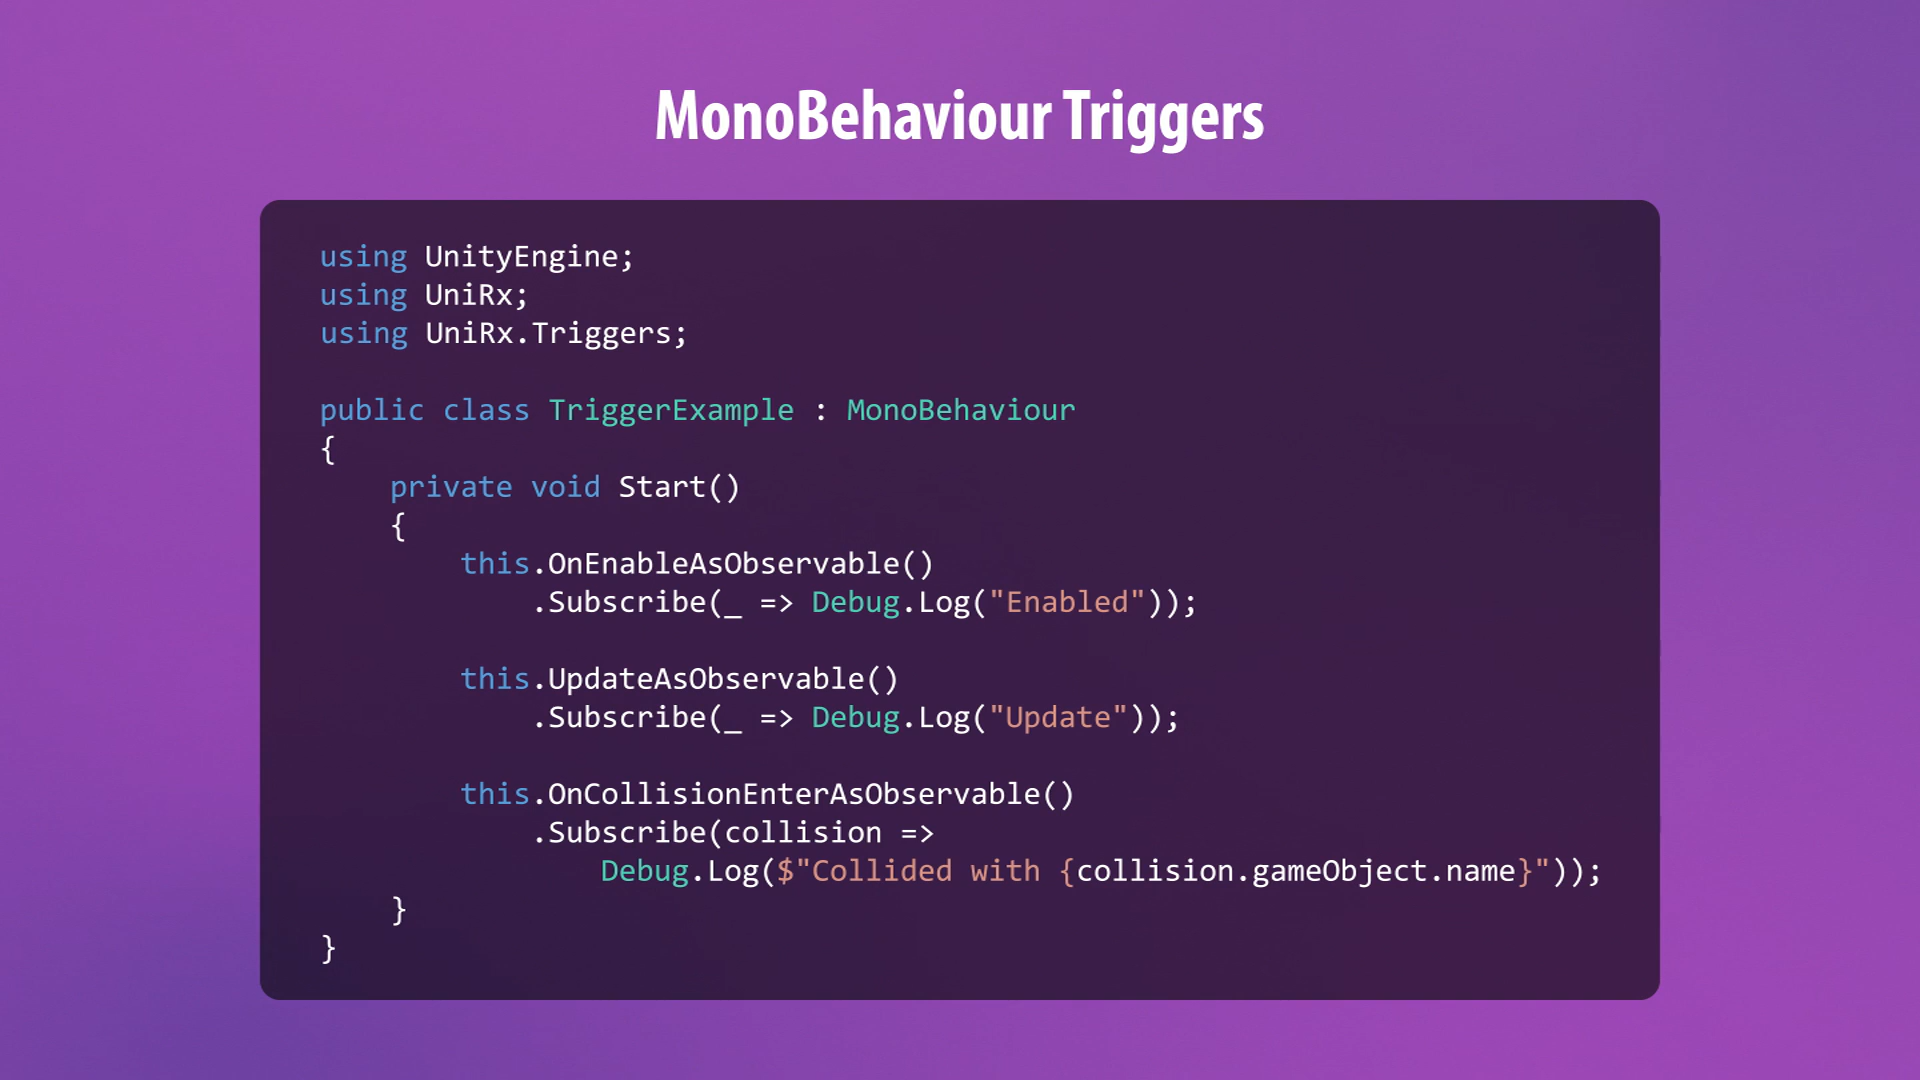 MonoBehaviour Triggers
using UnityEngine;
using UniRx;
using UniRx.Triggers;
public class TriggerExample : MonoBehaviour
{
private void Start()
{
this.OnEnableAsObservable()
.Subscribe(_ => Debug.Log("Enabled"));
this.UpdateAsObservable()
.Subscribe(_ => Debug.Log("Update"));
this.OnCollisionEnterAsObservable()
.Subscribe(collision =>
Debug.Log($"Collided with {collision.gameObject.name}"));
}
}